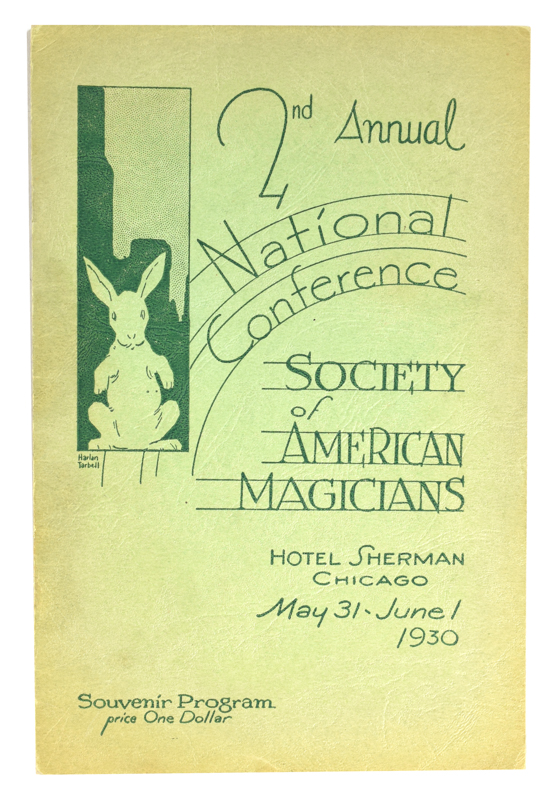 2nd Annual
National
Conference
SOCIETY
of
AMERICAN
MAGICIANS
HOTEL SHERMAN
CHICAGO
May 31 - June 1
1930
Harlan
Tarbell
Souvenir Program
price One Dollar